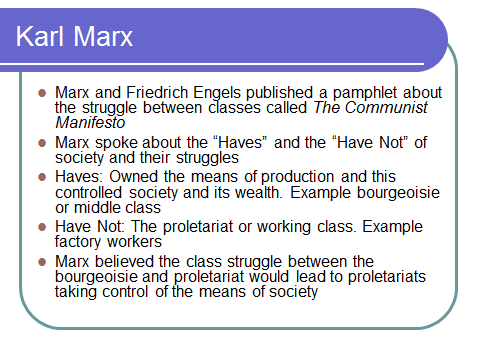 Karl Marx
Marx and Friedrich Engels published a pamphlet about
the struggle between classes called The Communist
Manifesto
Marx spoke about the “Haves” and the “Have Not” of
society and their struggles
Haves: Owned the means of production and this
controlled society and its wealth. Example bourgeoisie
or middle class
Have Not: The proletariat or working class. Example
factory workers
Marx believed the class struggle between the
bourgeoisie and proletariat would lead to proletariats
taking control of the means of society